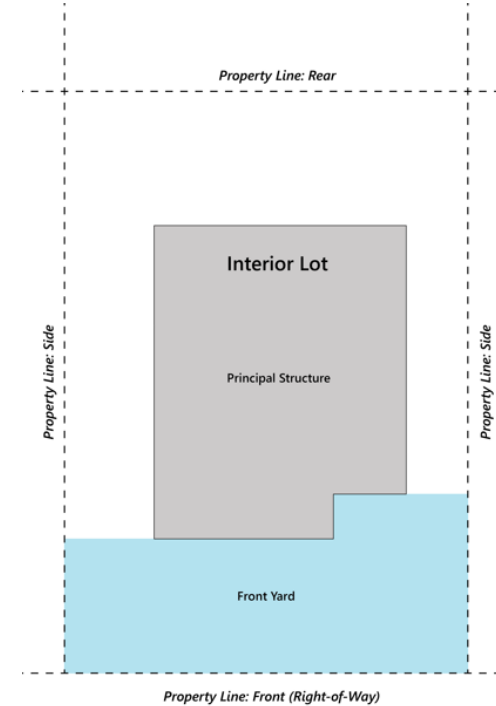 Property Line: Rear
Interior Lot
Property Line: Side
Principal Structure
Property Line: Side
Front Yard
Property Line: Front (Right-of-Way)